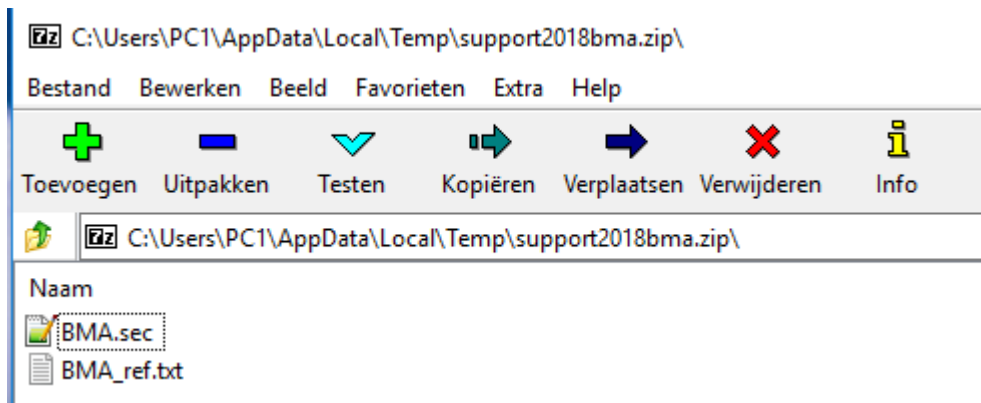 C:\Users\PC1\AppData\Local\Temp\support2018bma.zip\
Bestand Bewerken Beeld Favorieten Extra Help
Toevoegen Uitpakken Testen Kopiëren Verplaatsen Verwijderen Info
C:\Users\PC1\AppData\Local\Temp\support2018bma.zip\
Naam
BMA.sec
BMA_ref.txt